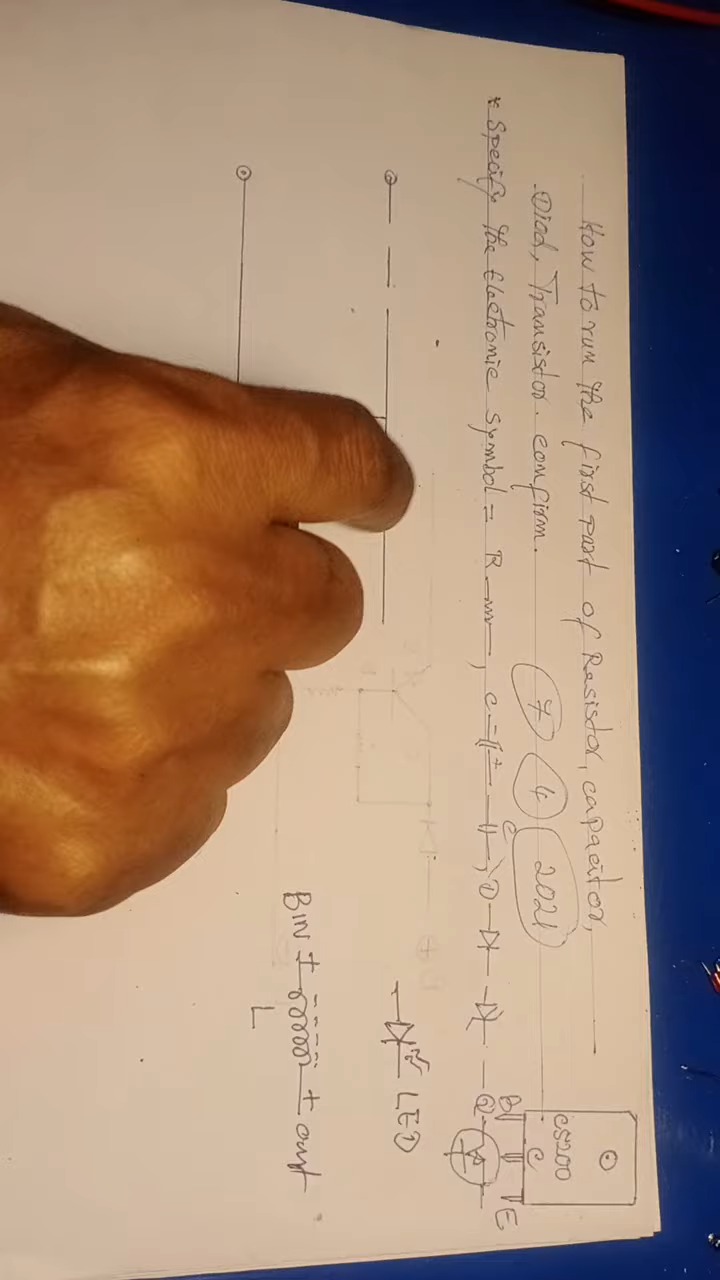 How to run the first part of Resistor, capacitor,
Diod, Transistor. confirm.
7 4 2021
* Specify the Electronic symbol = R , C C , D Q
C5200
B C E
LED
BIN + + out
L